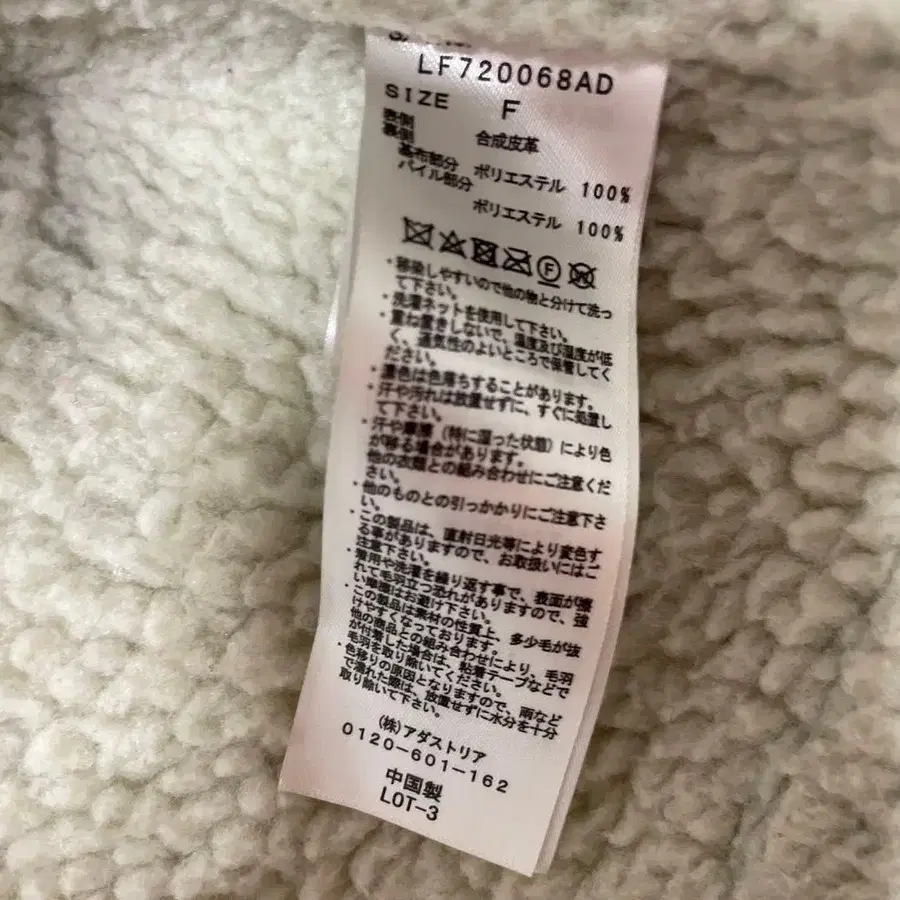 LF720068AD
SIZE F
表側 合成皮革
裏側
基布部分 ポリエステル 100%
パイル部分 ポリエステル 100%
・移染しやすいので他の物と分けて洗っ
て下さい。
・洗濯ネットを使用して下さい。
・重ね置きしないで、温度及び湿度が低
く、通気性のよいところで保管してく
ださい。
・濃色は色落ちすることがあります。
・汗や汚れは放置せずに、すぐに処置し
て下さい。
・汗や摩擦（特に湿った状態）により色
が移る場合があります。
他の衣類との組み合わせにご注意くだ
さい。
・他のものとの引っかかりにご注意下さ
い。
・この製品は、直射日光等により変色す
る事がありますので、お取扱いにはご
注意下さい。
・着用や洗濯を繰り返す事で、表面が擦
れて毛羽立つ恐れがありますので、強
い摩擦はお避け下さい。
・この製品は素材の性質上、多少毛が抜
けやすくなっております。
他の商品との組み合わせにより、毛羽
が付着した場合は、粘着テープなどで
毛羽を取り除いてください。
・色移りの原因となりますので、雨など
で濡れた際は、放置せずに水分を十分
取り除いて下さい。
(株)アダストリア
0120-601-162
中国製
LOT-3